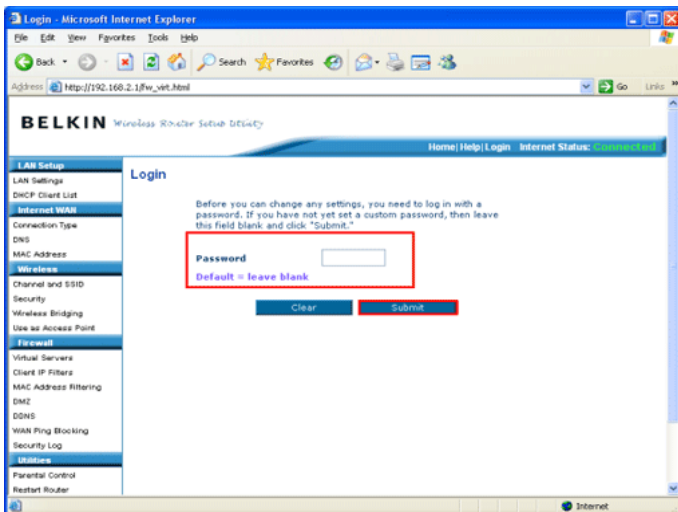 Login - Microsoft Internet Explorer
File Edit View Favorites Tools Help
Back Search Favorites
Address http://192.168.2.1/fw_virt.html Go Links
BELKIN Wireless Router Setup Utility
Home|Help|Login Internet Status: Connected
LAN Setup
LAN Settings
DHCP Client List
Internet WAN
Connection Type
DNS
MAC Address
Wireless
Channel and SSID
Security
Wireless Bridging
Use as Access Point
Firewall
Virtual Servers
Client IP Filters
MAC Address Filtering
DMZ
DDNS
WAN Ping Blocking
Security Log
Utilities
Parental Control
Restart Router
Login
Before you can change any settings, you need to log in with a
password. If you have not yet set a custom password, then leave
this field blank and click "Submit."
Password
Default = leave blank
Clear Submit
Internet